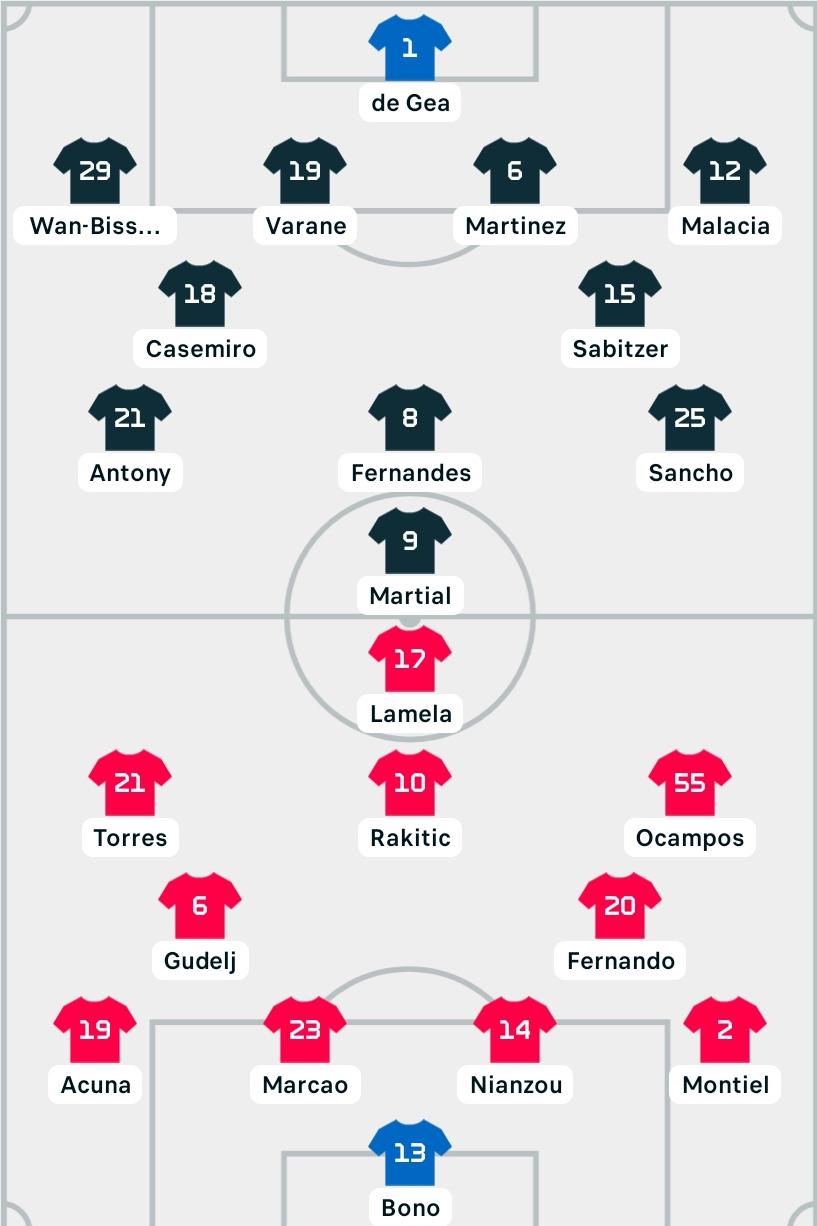 1
de Gea
29
19
6
12
Wan-Biss...
Varane
Martinez
Malacia
18
15
Casemiro
Sabitzer
21
8
25
Antony
Fernandes
Sancho
9
Martial
17
Lamela
21
10
55
Torres
Rakitic
Ocampos
6
20
Gudelj
Fernando
19
23
14
2
Acuna
Marcao
Nianzou
Montiel
13
Bono